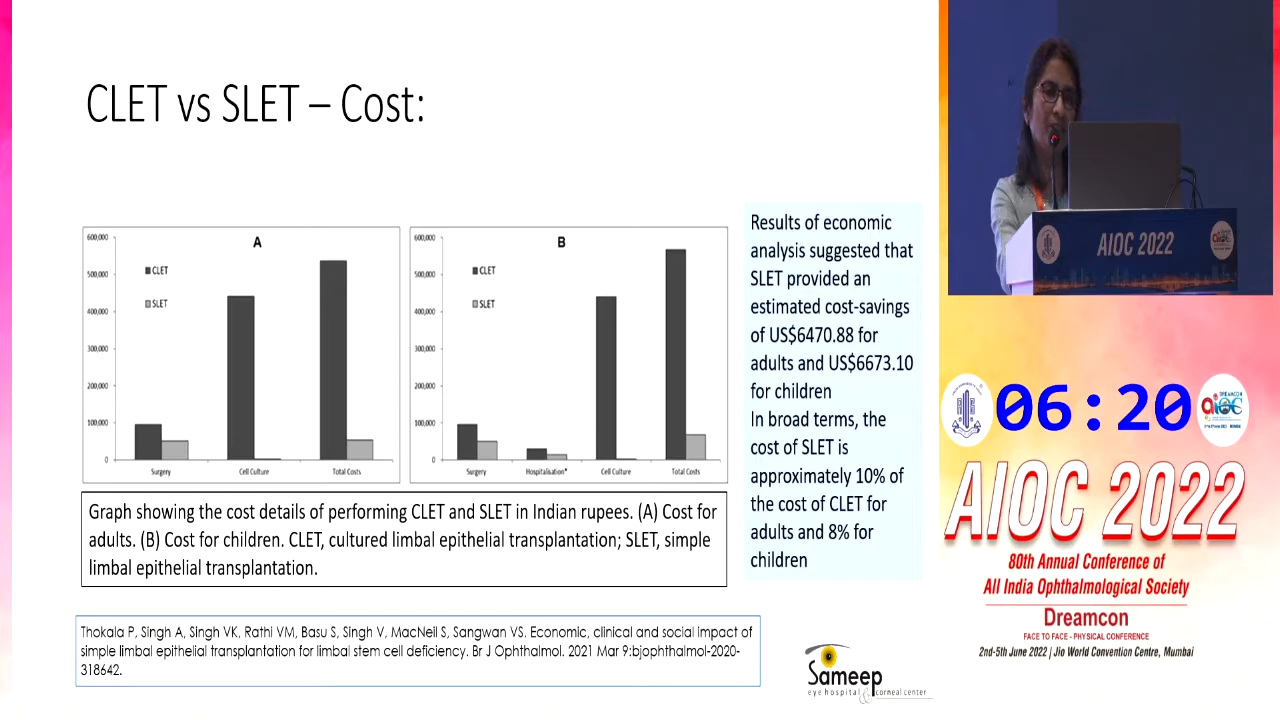 CLET vs SLET – Cost:
600,000
500,000
400,000
300,000
200,000
100,000
0
A
CLET
SLET
Surgery
Cell Culture
Total Costs
600,000
500,000
400,000
300,000
200,000
100,000
0
B
CLET
SLET
Surgery
Hospitalisation*
Cell Culture
Total Costs
Graph showing the cost details of performing CLET and SLET in Indian rupees. (A) Cost for
adults. (B) Cost for children. CLET, cultured limbal epithelial transplantation; SLET, simple
limbal epithelial transplantation.
Results of economic
analysis suggested that
SLET provided an
estimated cost-savings
of US$6470.88 for
adults and US$6673.10
for children
In broad terms, the
cost of SLET is
approximately 10% of
the cost of CLET for
adults and 8% for
children
Thokala P, Singh A, Singh VK, Rathi VM, Basu S, Singh V, MacNeil S, Sangwan VS. Economic, clinical and social impact of
simple limbal epithelial transplantation for limbal stem cell deficiency. Br J Ophthalmol. 2021 Mar 9:bjophthalmol-2020-
318642.
Sameep
eye hospital & corneal center
AIOC 2022
06:20
DREAMCON
aioc
AIOC 2022
80th Annual Conference of
All India Ophthalmological Society
Dreamcon
FACE TO FACE - PHYSICAL CONFERENCE
2nd-5th June 2022 | Jio World Convention Centre, Mumbai